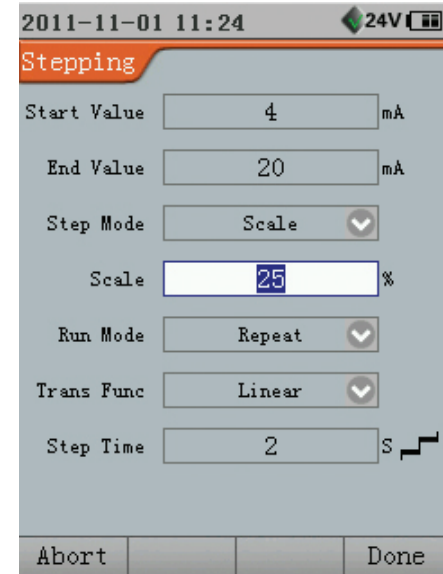 2011-11-01 11:24 24V
Stepping
Start Value 4 mA
End Value 20 mA
Step Mode Scale
Scale 25 %
Run Mode Repeat
Trans Func Linear
Step Time 2 S
Abort Done